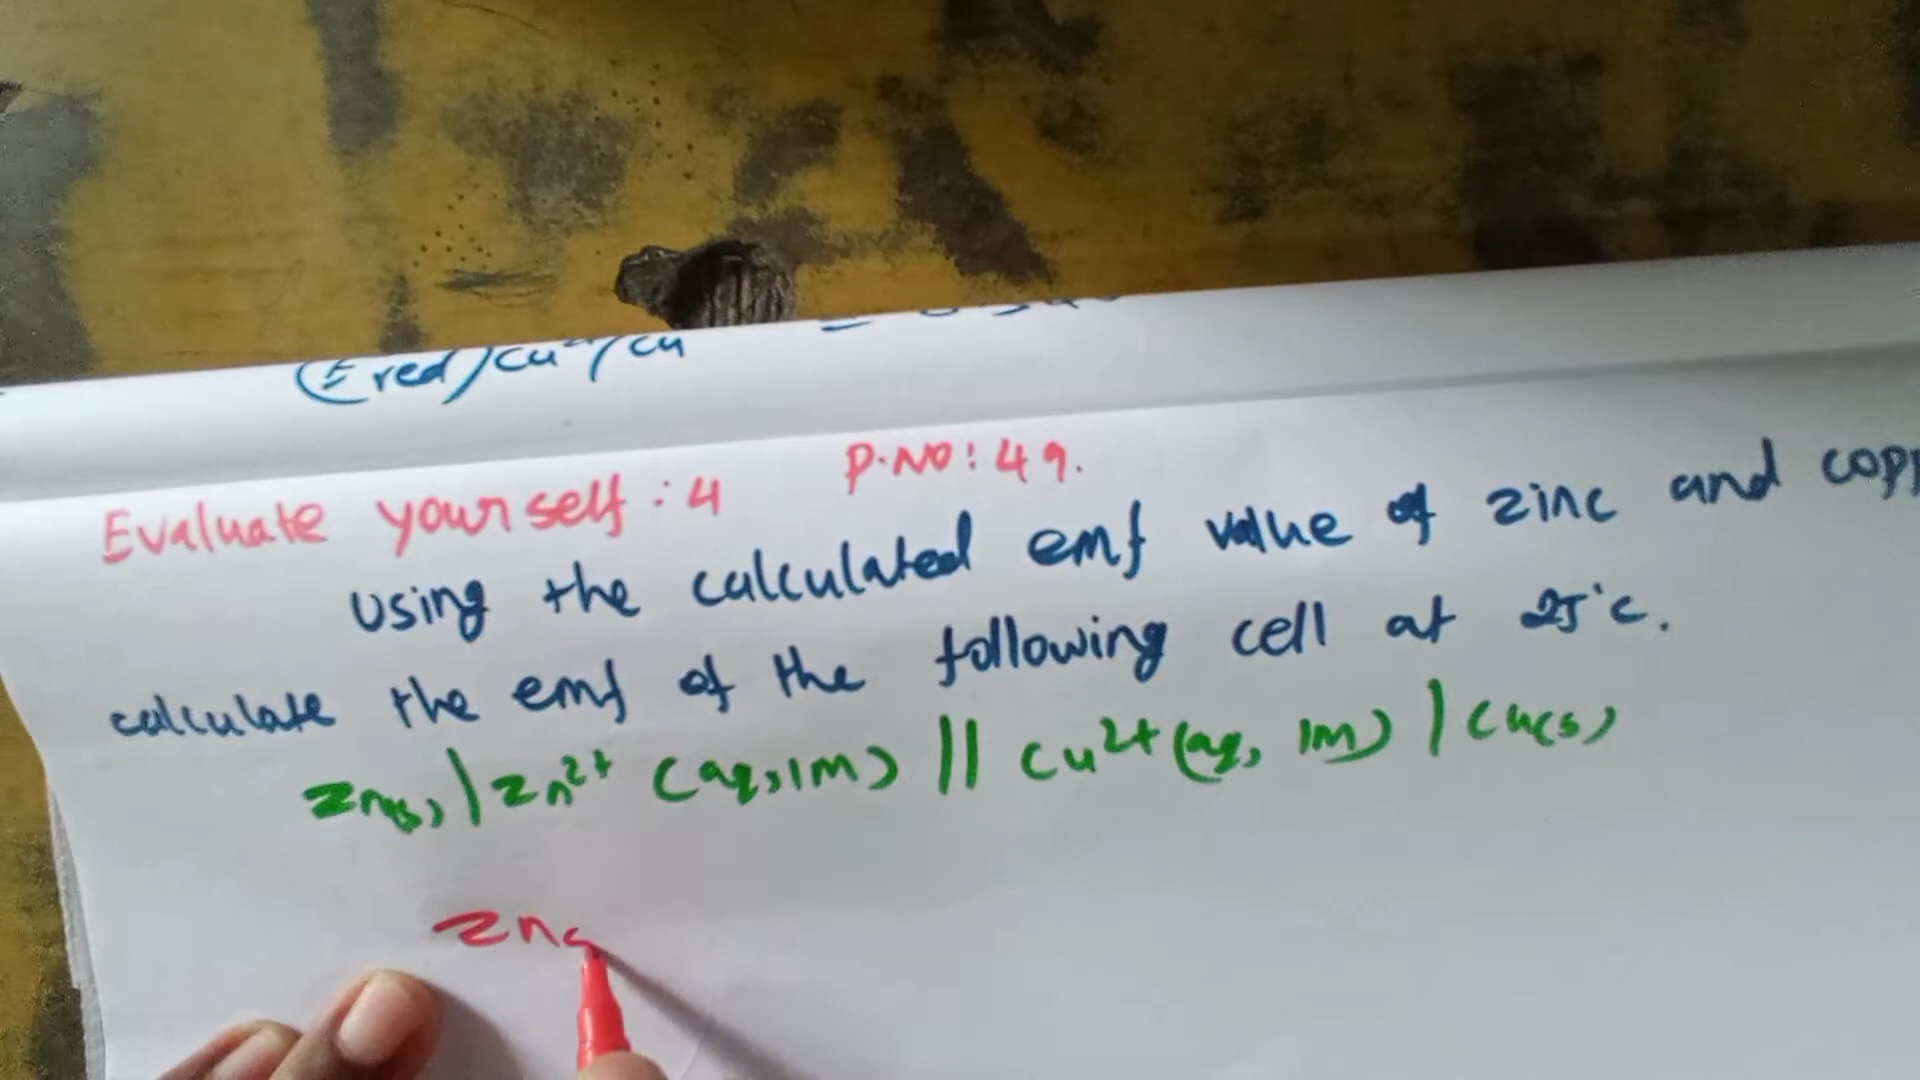 (E red) Cu²⁺/Cu =
Evaluate yourself : 4 P.NO: 49.
Using the calculated emf value of zinc and copp
calculate the emf of the following cell at 25°c.
Zn(s) | Zn²⁺ (aq, 1M) || Cu²⁺ (aq, 1M) | Cu(s)
Zn(